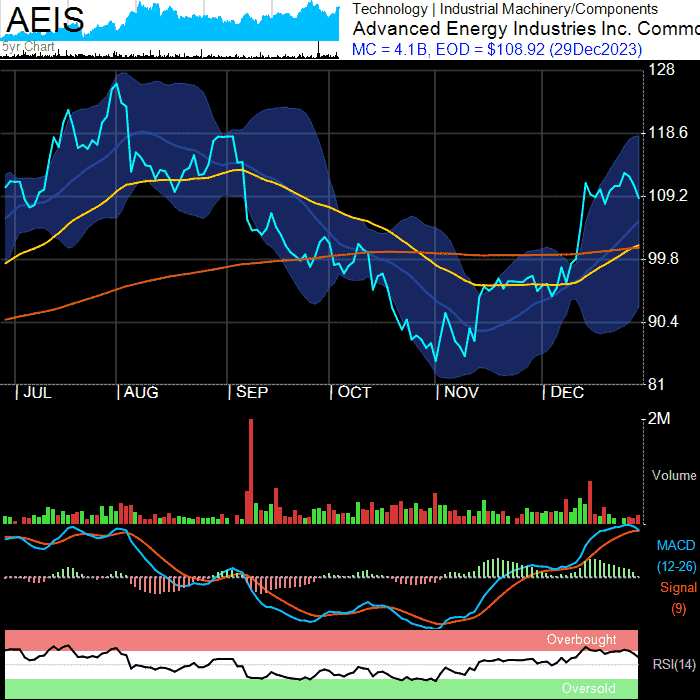 AEIS
5yr Chart
Technology | Industrial Machinery/Components
Advanced Energy Industries Inc. Commo
MC = 4.1B, EOD = $108.92 (29Dec2023)
128
118.6
109.2
99.8
90.4
81
JUL AUG SEP OCT NOV DEC
2M
Volume
MACD
(12-26)
Signal
(9)
Overbought
RSI(14)
Oversold